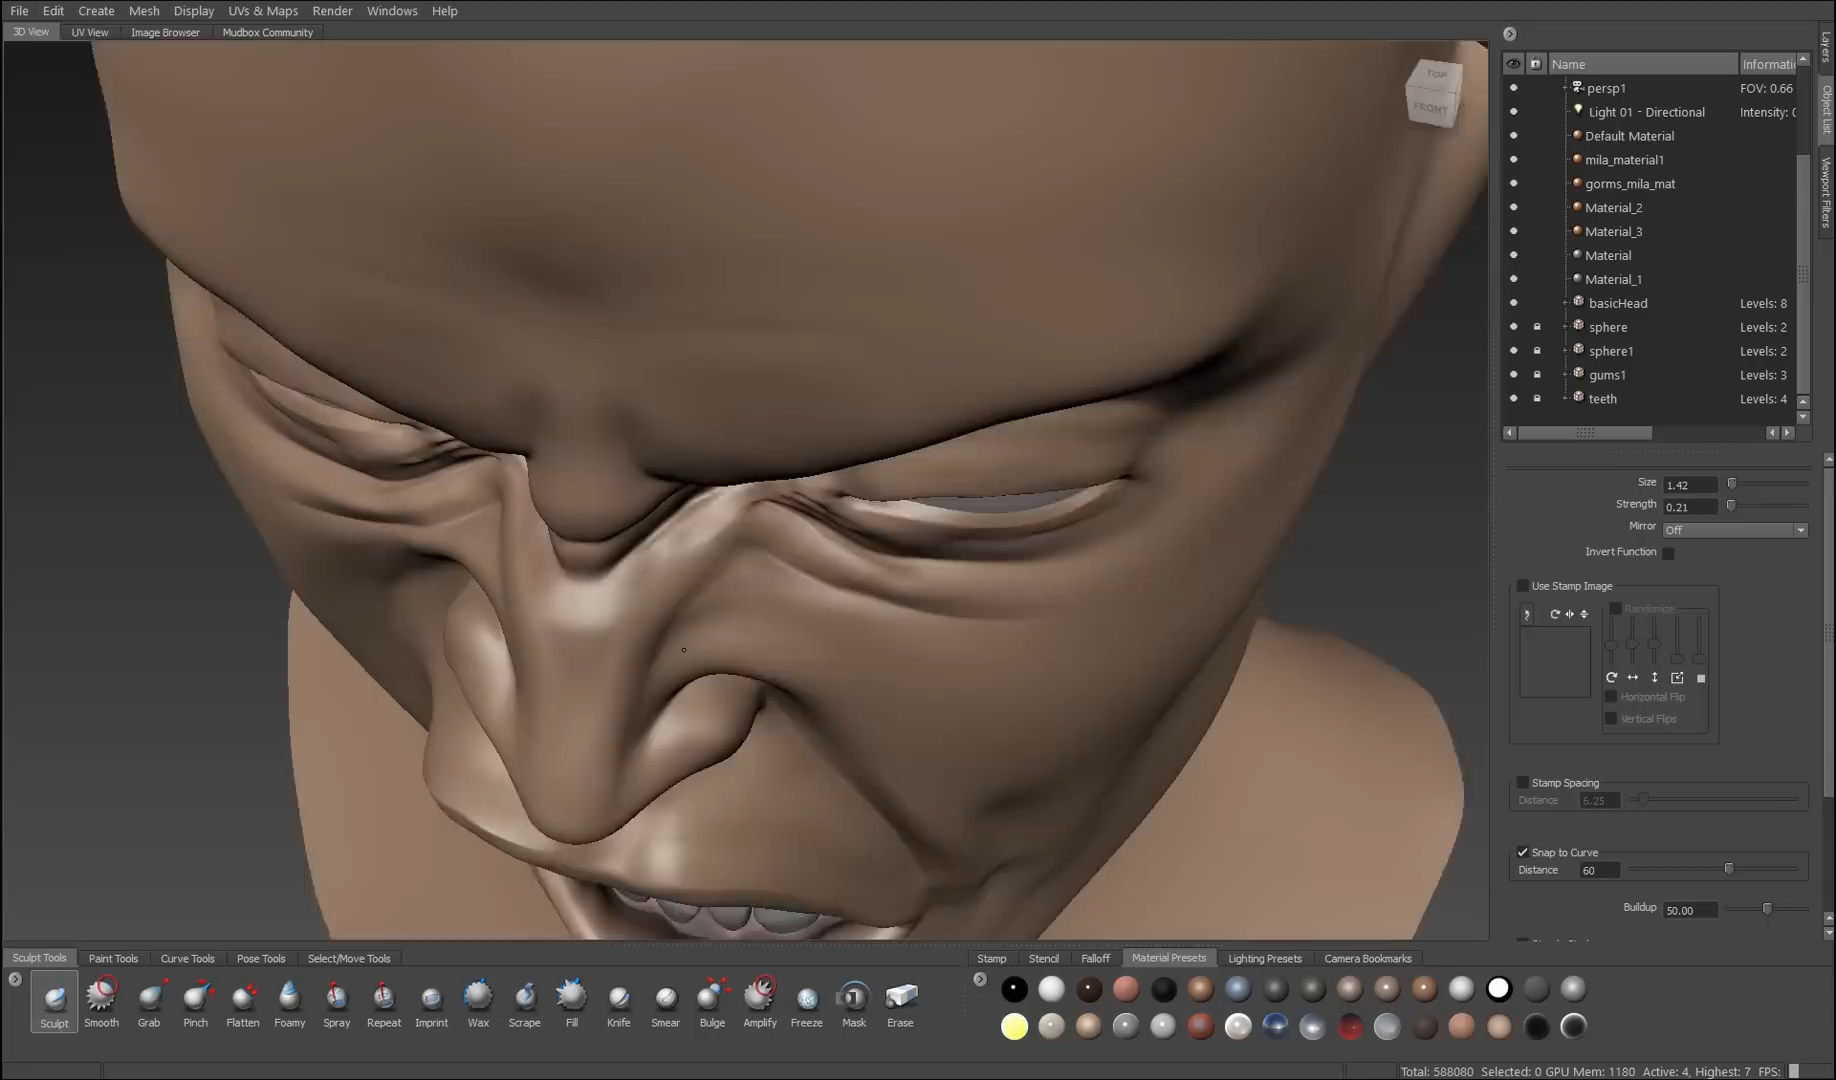 File Edit Create Mesh Display UVs & Maps Render Windows Help
3D View UV View Image Browser Mudbox Community
Layers
Object List
Viewport Filters
TOP
FRONT
Name Informatic
persp1 FOV: 0.66
Light 01 - Directional Intensity: 0
Default Material
mila_material1
gorms_mila_mat
Material_2
Material_3
Material
Material_1
basicHead Levels: 8
sphere Levels: 2
sphere1 Levels: 2
gums1 Levels: 3
teeth Levels: 4
Size 1.42
Strength 0.21
Mirror Off
Invert Function
Use Stamp Image
Randomize
Horizontal Flip
Vertical Flips
Stamp Spacing
Distance 6.25
Snap to Curve
Distance 60
Buildup 50.00
Sculpt Tools Paint Tools Curve Tools Pose Tools Select/Move Tools
Stamp Stencil Falloff Material Presets Lighting Presets Camera Bookmarks
Sculpt Smooth Grab Pinch Flatten Foamy Spray Repeat Imprint Wax Scrape Fill Knife Smear Bulge Amplify Freeze Mask Erase
Total: 588080 Selected: 0 GPU Mem: 1180 Active: 4, Highest: 7 FPS: